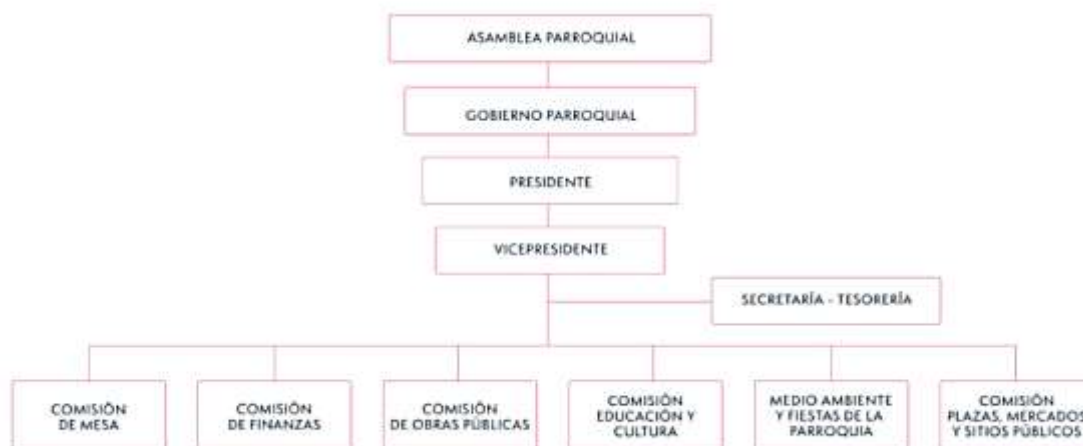 ASAMBLEA PARROQUIAL
GOBIERNO PARROQUIAL
PRESIDENTE
VICEPRESIDENTE
SECRETARÍA - TESORERÍA
COMISIÓN
DE MESA
COMISIÓN
DE FINANZAS
COMISIÓN
DE OBRAS PÚBLICAS
COMISIÓN
EDUCACIÓN Y
CULTURA
MEDIO AMBIENTE
Y FIESTAS DE LA
PARROQUIA
COMISIÓN
PLAZAS, MERCADOS
Y SITIOS PÚBLICOS